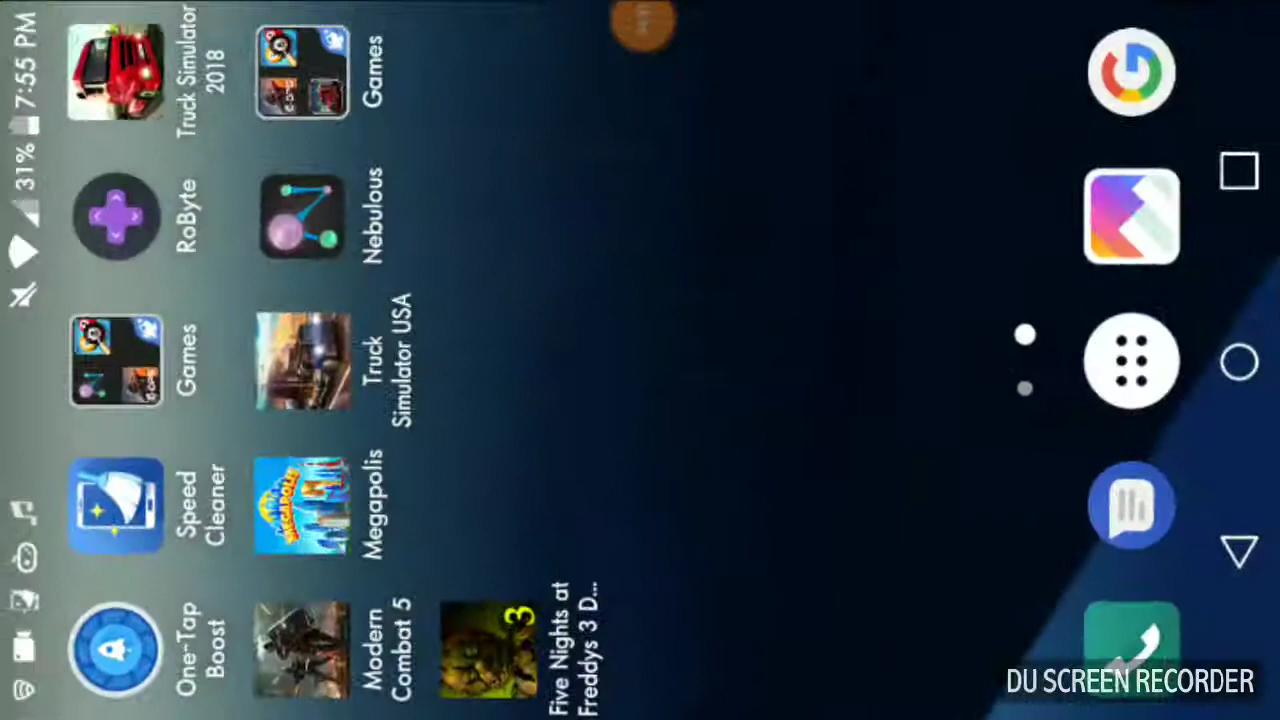 31% 7:55 PM
One-Tap
Boost
Speed
Cleaner
Games
RoByte
Truck Simulator
2018
Modern
Combat 5
Megapolis
Truck
Simulator USA
Nebulous
Games
3
Five Nights at
Freddys 3 D...
DU SCREEN RECORDER